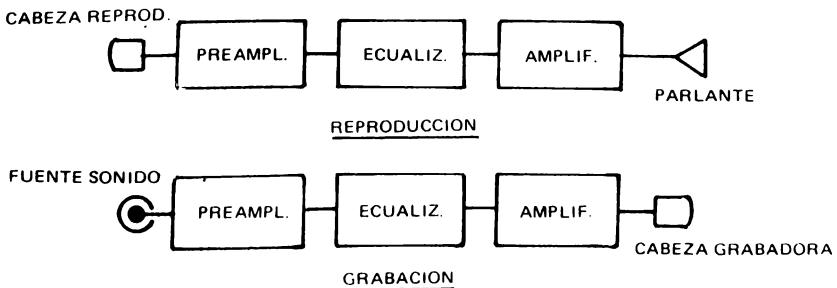 CABEZA REPROD.
PREAMPL.
ECUALIZ.
AMPLIF.
PARLANTE
REPRODUCCION
FUENTE SONIDO
PREAMPL.
ECUALIZ.
AMPLIF.
CABEZA GRABADORA
GRABACION